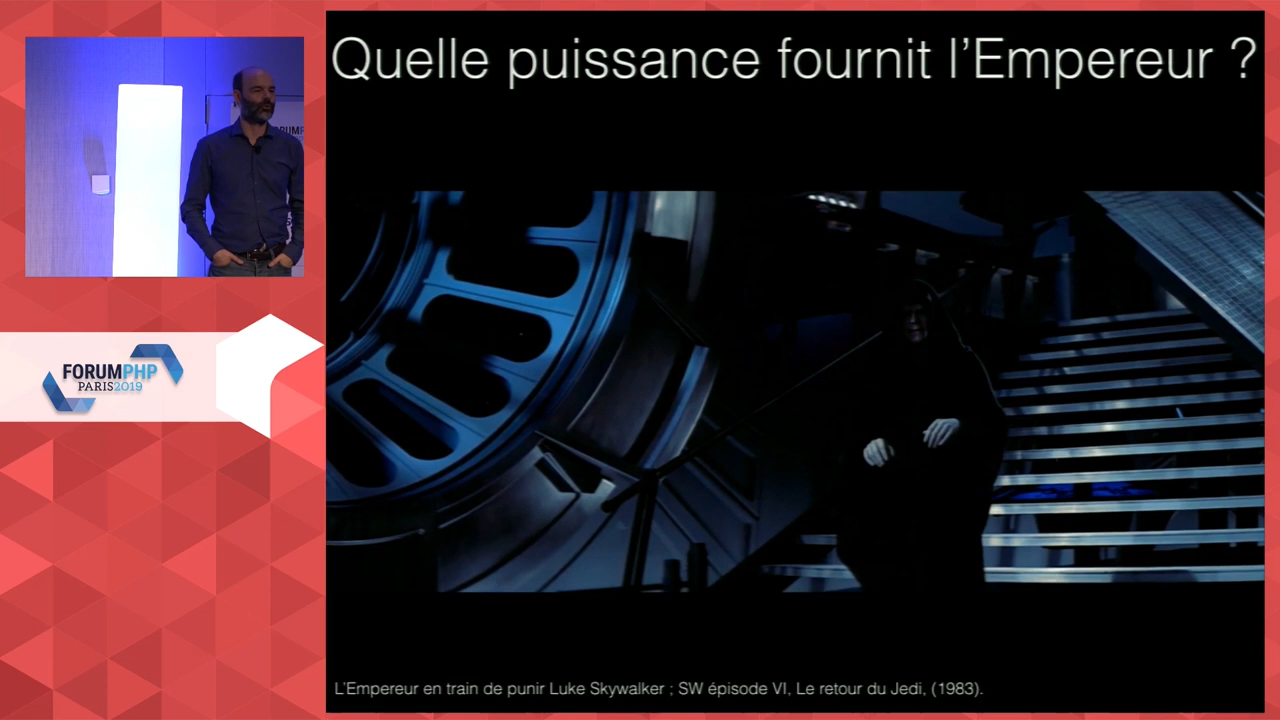 Quelle puissance fournit l’Empereur ?
FORUMPHP
PARIS2019
L’Empereur en train de punir Luke Skywalker : SW épisode VI, Le retour du Jedi, (1983).